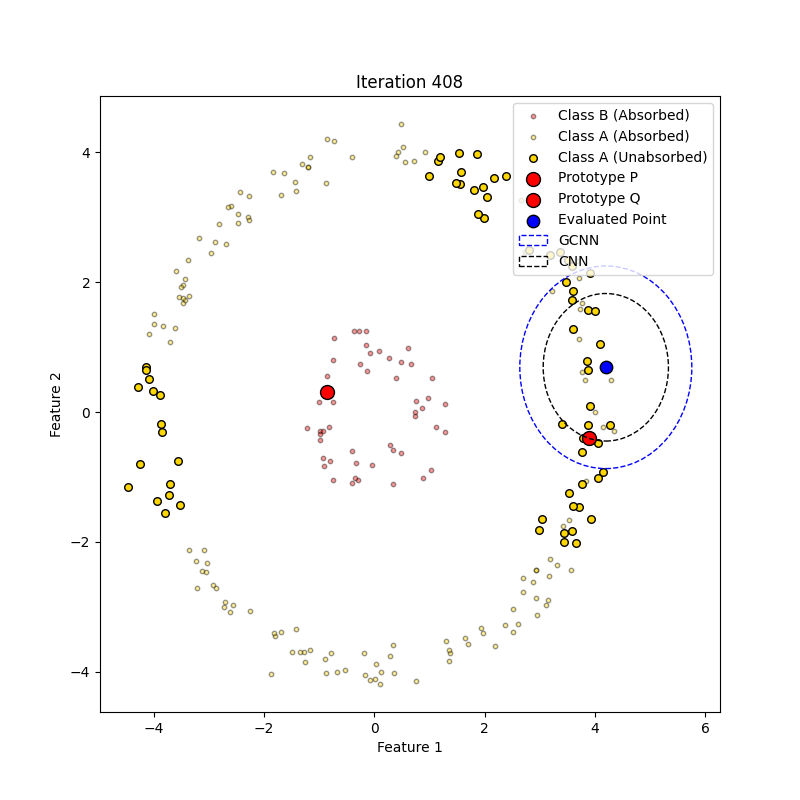 Iteration 408
Class B (Absorbed)
Class A (Absorbed)
Class A (Unabsorbed)
Prototype P
Prototype Q
Evaluated Point
GCNN
CNN
4
2
0
−2
−4
Feature 2
−4
−2
0
2
4
6
Feature 1